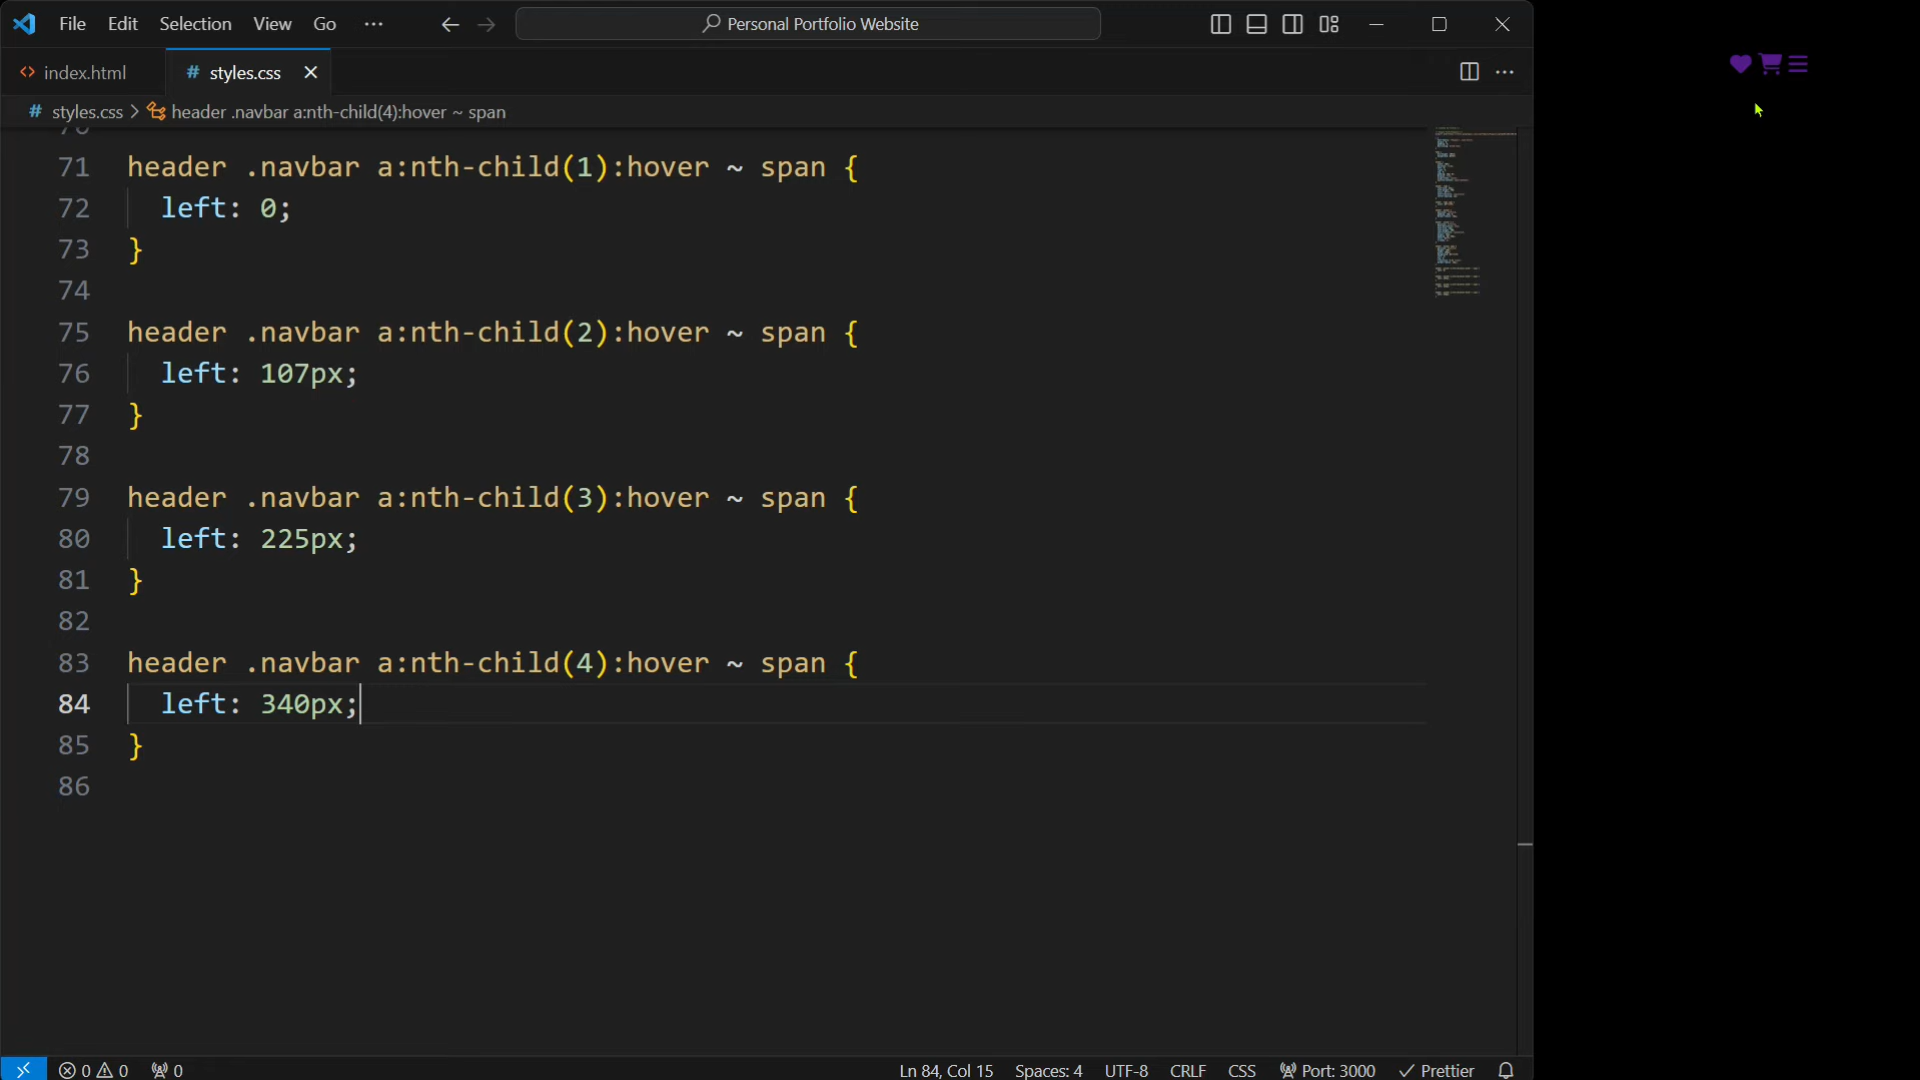 File Edit Selection View Go ··· Personal Portfolio Website
index.html # styles.css
# styles.css > header .navbar a:nth-child(4):hover ~ span
71 header .navbar a:nth-child(1):hover ~ span {
72 left: 0;
73 }
74
75 header .navbar a:nth-child(2):hover ~ span {
76 left: 107px;
77 }
78
79 header .navbar a:nth-child(3):hover ~ span {
80 left: 225px;
81 }
82
83 header .navbar a:nth-child(4):hover ~ span {
84 left: 340px;
85 }
86
0 0 0 Ln 84, Col 15 Spaces: 4 UTF-8 CRLF CSS Port: 3000 Prettier